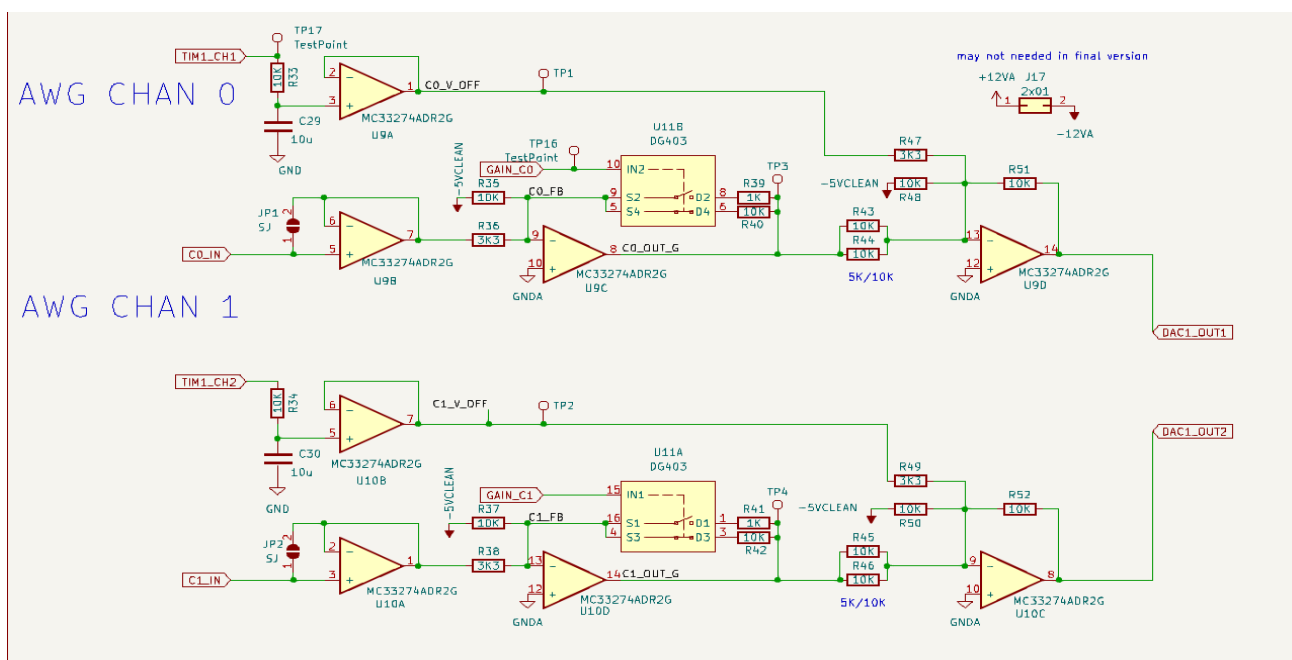 TP17
TestPoint
TIM1_CH1
10K
R33
2
3
1
C0_V_OFF
TP1
may not needed in final version
+12VA
J17
2x01
1
2
-12VA
AWG CHAN 0
MC33274ADR2G
U9A
C29
10u
GND
U11B
DG403
TP16
TestPoint
GAIN_C0
10
IN2
TP3
R47
3K3
-5VCLEAN
R35
10K
C0_FB
9
S2
5
S4
D2
8
D4
6
R39
1K
10K
R40
-5VCLEAN
10K
R48
R51
10K
JP1
SJ
2
1
6
5
7
R36
3K3
9
10
8
C0_OUT_G
R43
10K
R44
10K
13
12
14
C0_IN
MC33274ADR2G
U9B
GNDA
MC33274ADR2G
U9C
5K/10K
GNDA
MC33274ADR2G
U9D
AWG CHAN 1
DAC1_OUT1
TIM1_CH2
10K
R34
6
5
7
C1_V_OFF
TP2
DAC1_OUT2
C30
10u
GND
MC33274ADR2G
U10B
U11A
DG403
GAIN_C1
15
IN1
TP4
R49
3K3
-5VCLEAN
R37
10K
C1_FB
16
S1
4
S3
D1
1
D3
3
R41
1K
10K
R42
-5VCLEAN
10K
R50
R52
10K
JP2
SJ
2
1
2
3
1
R38
3K3
13
12
14
C1_OUT_G
R45
10K
R46
10K
9
10
8
C1_IN
MC33274ADR2G
U10A
GNDA
MC33274ADR2G
U10D
5K/10K
GNDA
MC33274ADR2G
U10C